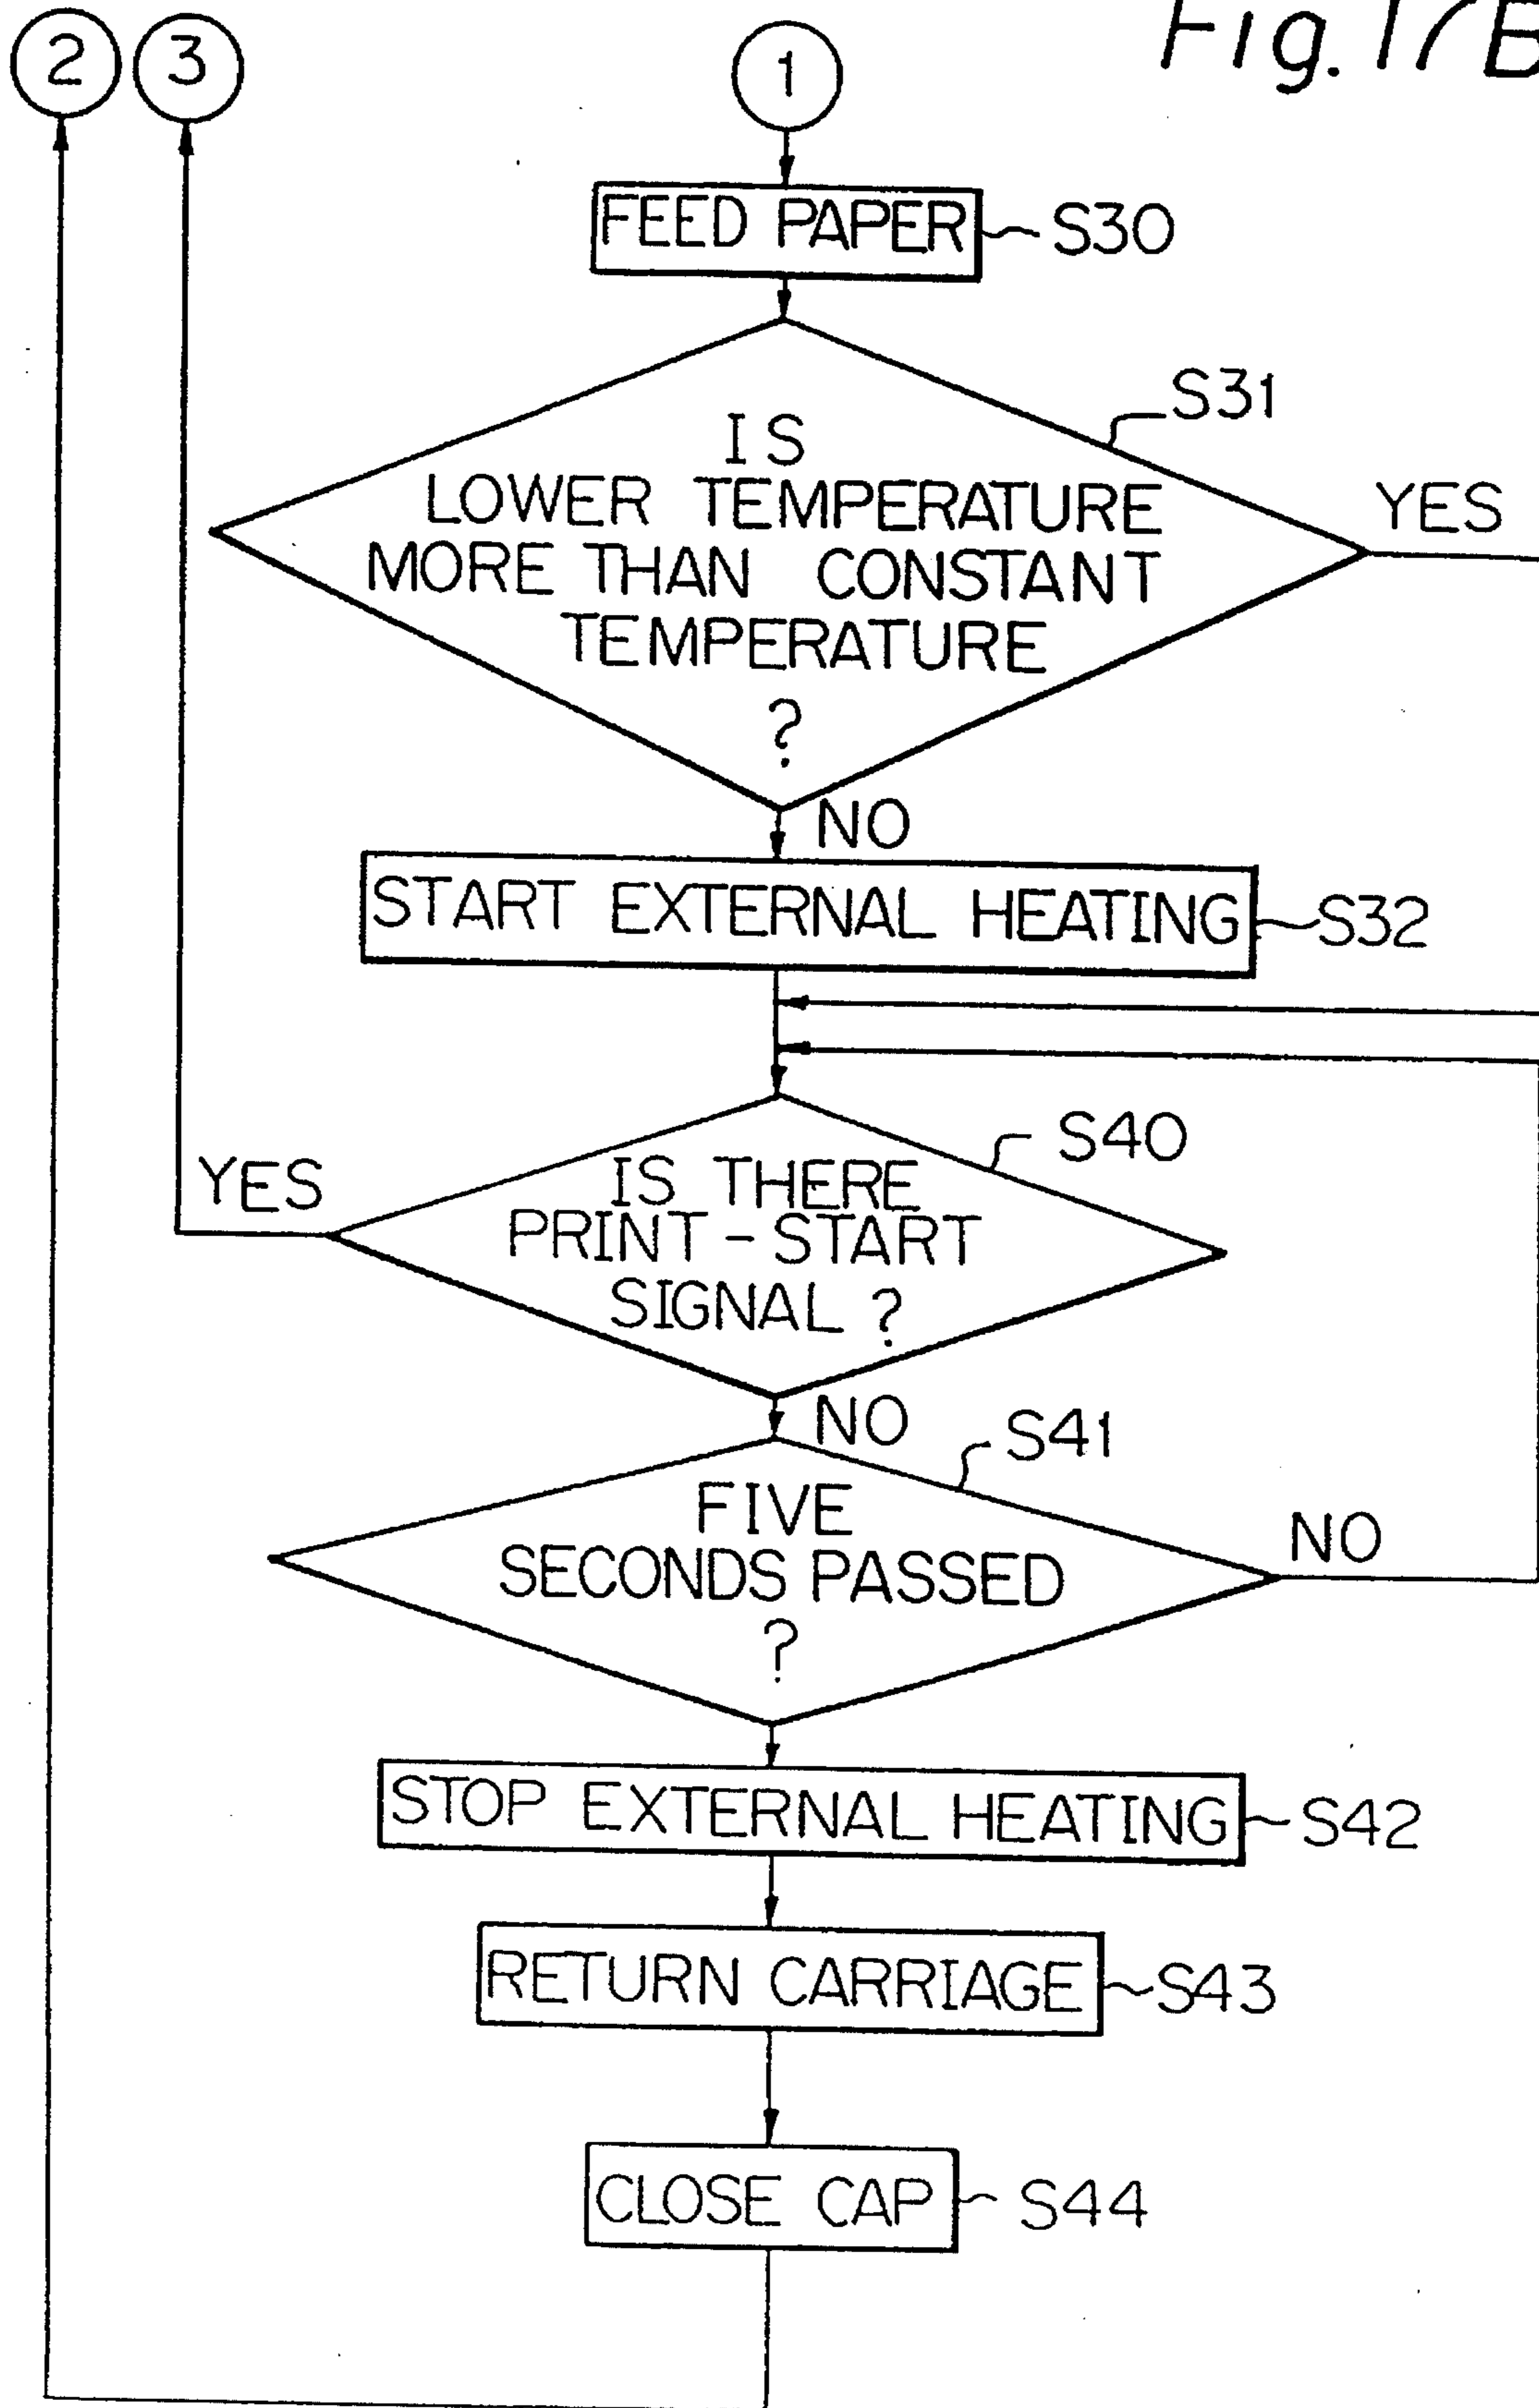 Fig. 17B
2
3
1
FEED PAPER
S30
S31
IS
LOWER TEMPERATURE
MORE THAN CONSTANT
TEMPERATURE
?
YES
NO
START EXTERNAL HEATING
S32
S40
YES
IS THERE
PRINT-START
SIGNAL ?
NO
S41
FIVE
SECONDS PASSED
?
NO
STOP EXTERNAL HEATING
S42
RETURN CARRIAGE
S43
CLOSE CAP
S44